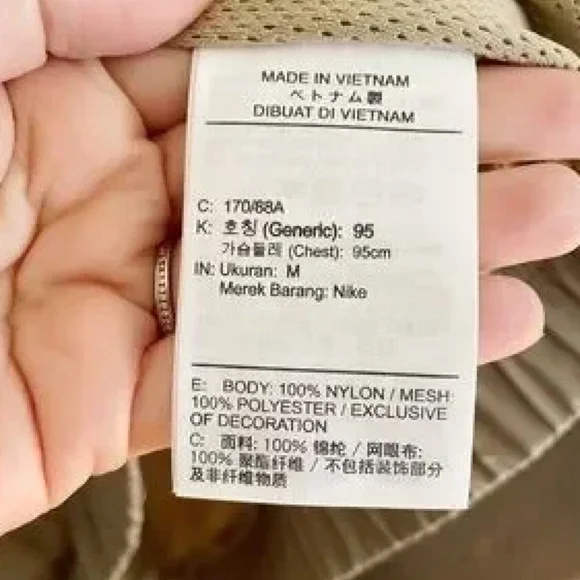 MADE IN VIETNAM
ベトナム製
DIBUAT DI VIETNAM
C: 170/68A
K: 호칭 (Generic): 95
가슴둘레 (Chest): 95cm
IN: Ukuran: M
Merek Barang: Nike
E: BODY: 100% NYLON / MESH:
100% POLYESTER / EXCLUSIVE
OF DECORATION
C: 面料: 100% 锦纶 / 网眼布:
100% 聚酯纤维 / 不包括装饰部分
及非纤维物质